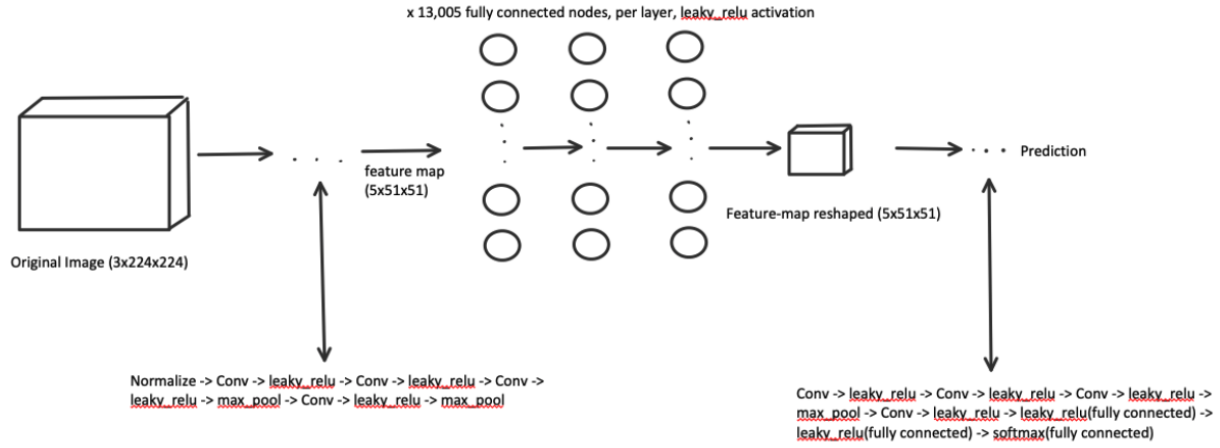 x 13,005 fully connected nodes, per layer, leaky_relu activation
feature map
(5x51x51)
Prediction
Feature-map reshaped (5x51x51)
Original Image (3x224x224)
Normalize -> Conv -> leaky_relu -> Conv -> leaky_relu -> Conv ->
leaky_relu -> max_pool -> Conv -> leaky_relu -> max_pool
Conv -> leaky_relu -> Conv -> leaky_relu -> Conv -> leaky_relu ->
max_pool -> Conv -> leaky_relu -> leaky_relu(fully connected) ->
leaky_relu(fully connected) -> softmax(fully connected)